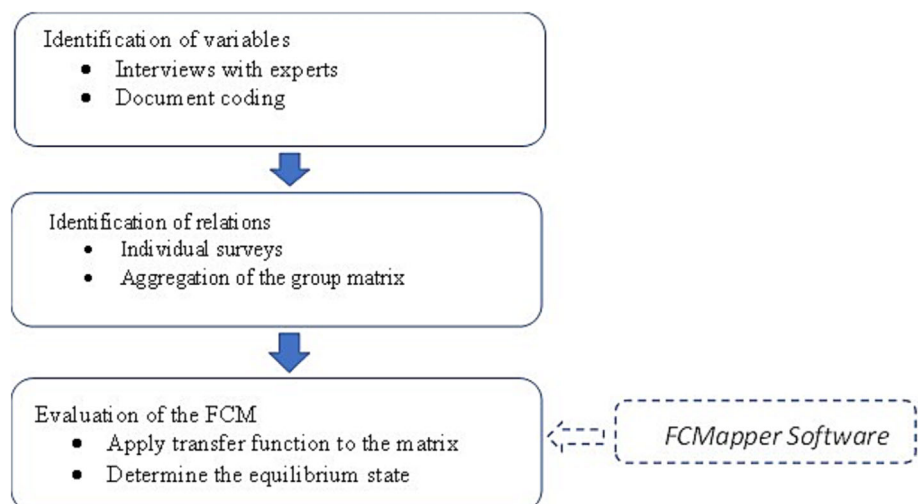 Identification of variables
• Interviews with experts
• Document coding
Identification of relations
• Individual surveys
• Aggregation of the group matrix
Evaluation of the FCM
• Apply transfer function to the matrix
• Determine the equilibrium state
FCMapper Software